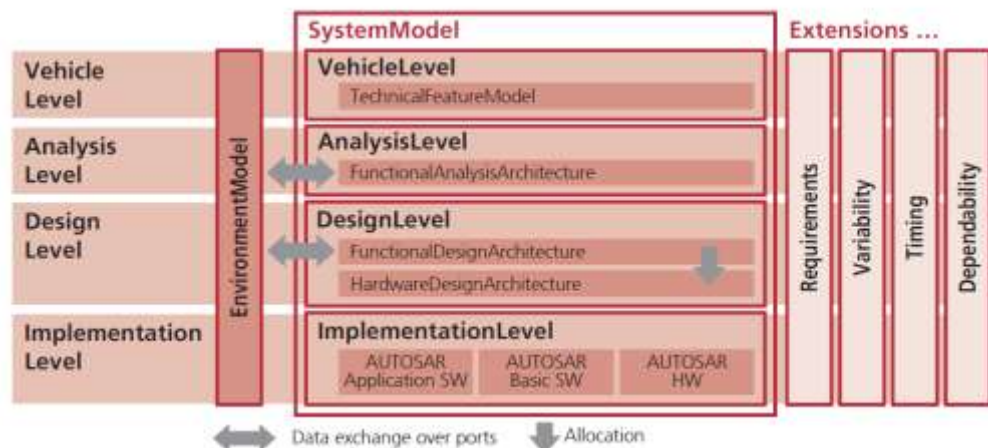 SystemModel
Extensions ...
Vehicle
Level
VehicleLevel
TechnicalFeatureModel
Analysis
Level
AnalysisLevel
FunctionalAnalysisArchitecture
Design
Level
DesignLevel
FunctionalDesignArchitecture
HardwareDesignArchitecture
Implementation
Level
ImplementationLevel
AUTOSAR
Application SW
AUTOSAR
Basic SW
AUTOSAR
HW
EnvironmentModel
Requirements
Variability
Timing
Dependability
Data exchange over ports
Allocation